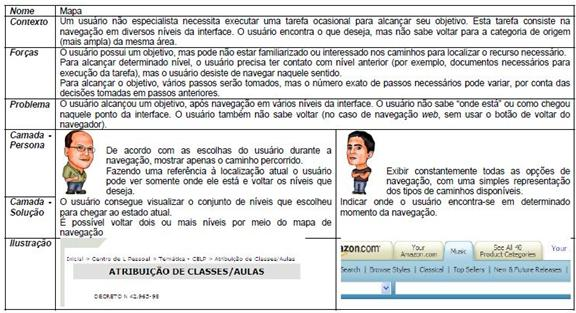 Nome Mapa
Contexto Um usuário não especialista necessita executar uma tarefa ocasional para alcançar seu objetivo. Esta tarefa consiste na
navegação em diversos níveis da interface. O usuário encontra o que deseja, mas não sabe voltar para a categoria de origem
(mais ampla) da mesma área.
Forças O usuário possui um objetivo, mas pode não estar familiarizado ou interessado nos caminhos para localizar o recurso necessário.
Para alcançar determinado nível, o usuário precisa ter contato com nível anterior (por exemplo, documentos necessários para
execução da tarefa), mas o usuário desiste de navegar naquele sentido.
Para alcançar o objetivo, vários passos serão tomados, mas o número exato de passos necessários pode variar, por conta das
decisões tomadas em passos anteriores.
Problema O usuário alcançou um objetivo, após navegação em vários níveis da interface. O usuário não sabe “onde está” ou como chegou
naquele ponto da interface. O usuário também não sabe voltar (no caso de navegação web, sem usar o botão de voltar do
navegador).
Camada -
Persona
De acordo com as escolhas do usuário durante a
navegação, mostrar apenas o caminho percorrido.
Fazendo uma referência à localização atual o usuário
pode ver somente onde ele está e voltar os níveis que
deseja.
Exibir constantemente todas as opções de
navegação, com uma simples representação
dos tipos de caminhos disponíveis.
Camada -
Solução
O usuário consegue visualizar o conjunto de níveis que escolheu
para chegar ao estado atual.
É possível voltar dois ou mais níveis por meio do mapa de
navegação
Indicar onde o usuário encontra-se em determinado
momento da navegação.
Ilustração
Inicial > Centro de L Pessoal > Temática - CELP > Atribuição de Classes/Aulas
ATRIBUIÇÃO DE CLASSES/AULAS
DECRETO N 42.965-98
azon.com
Your
Amazon.com
Music
See All 40
Product Categories
Your
Search | Browse Styles | Classical | Top Sellers | New & Future Releases |